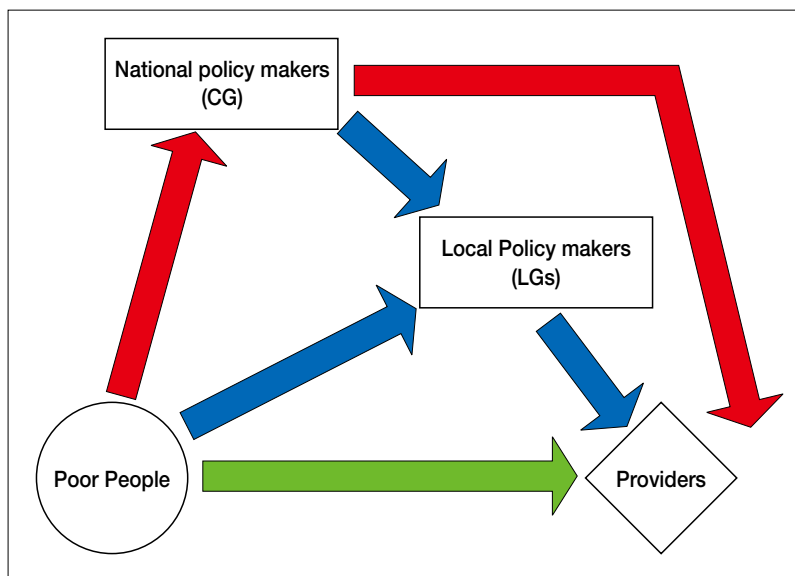 National policy makers
(CG)
Local Policy makers
(LGs)
Poor People
Providers